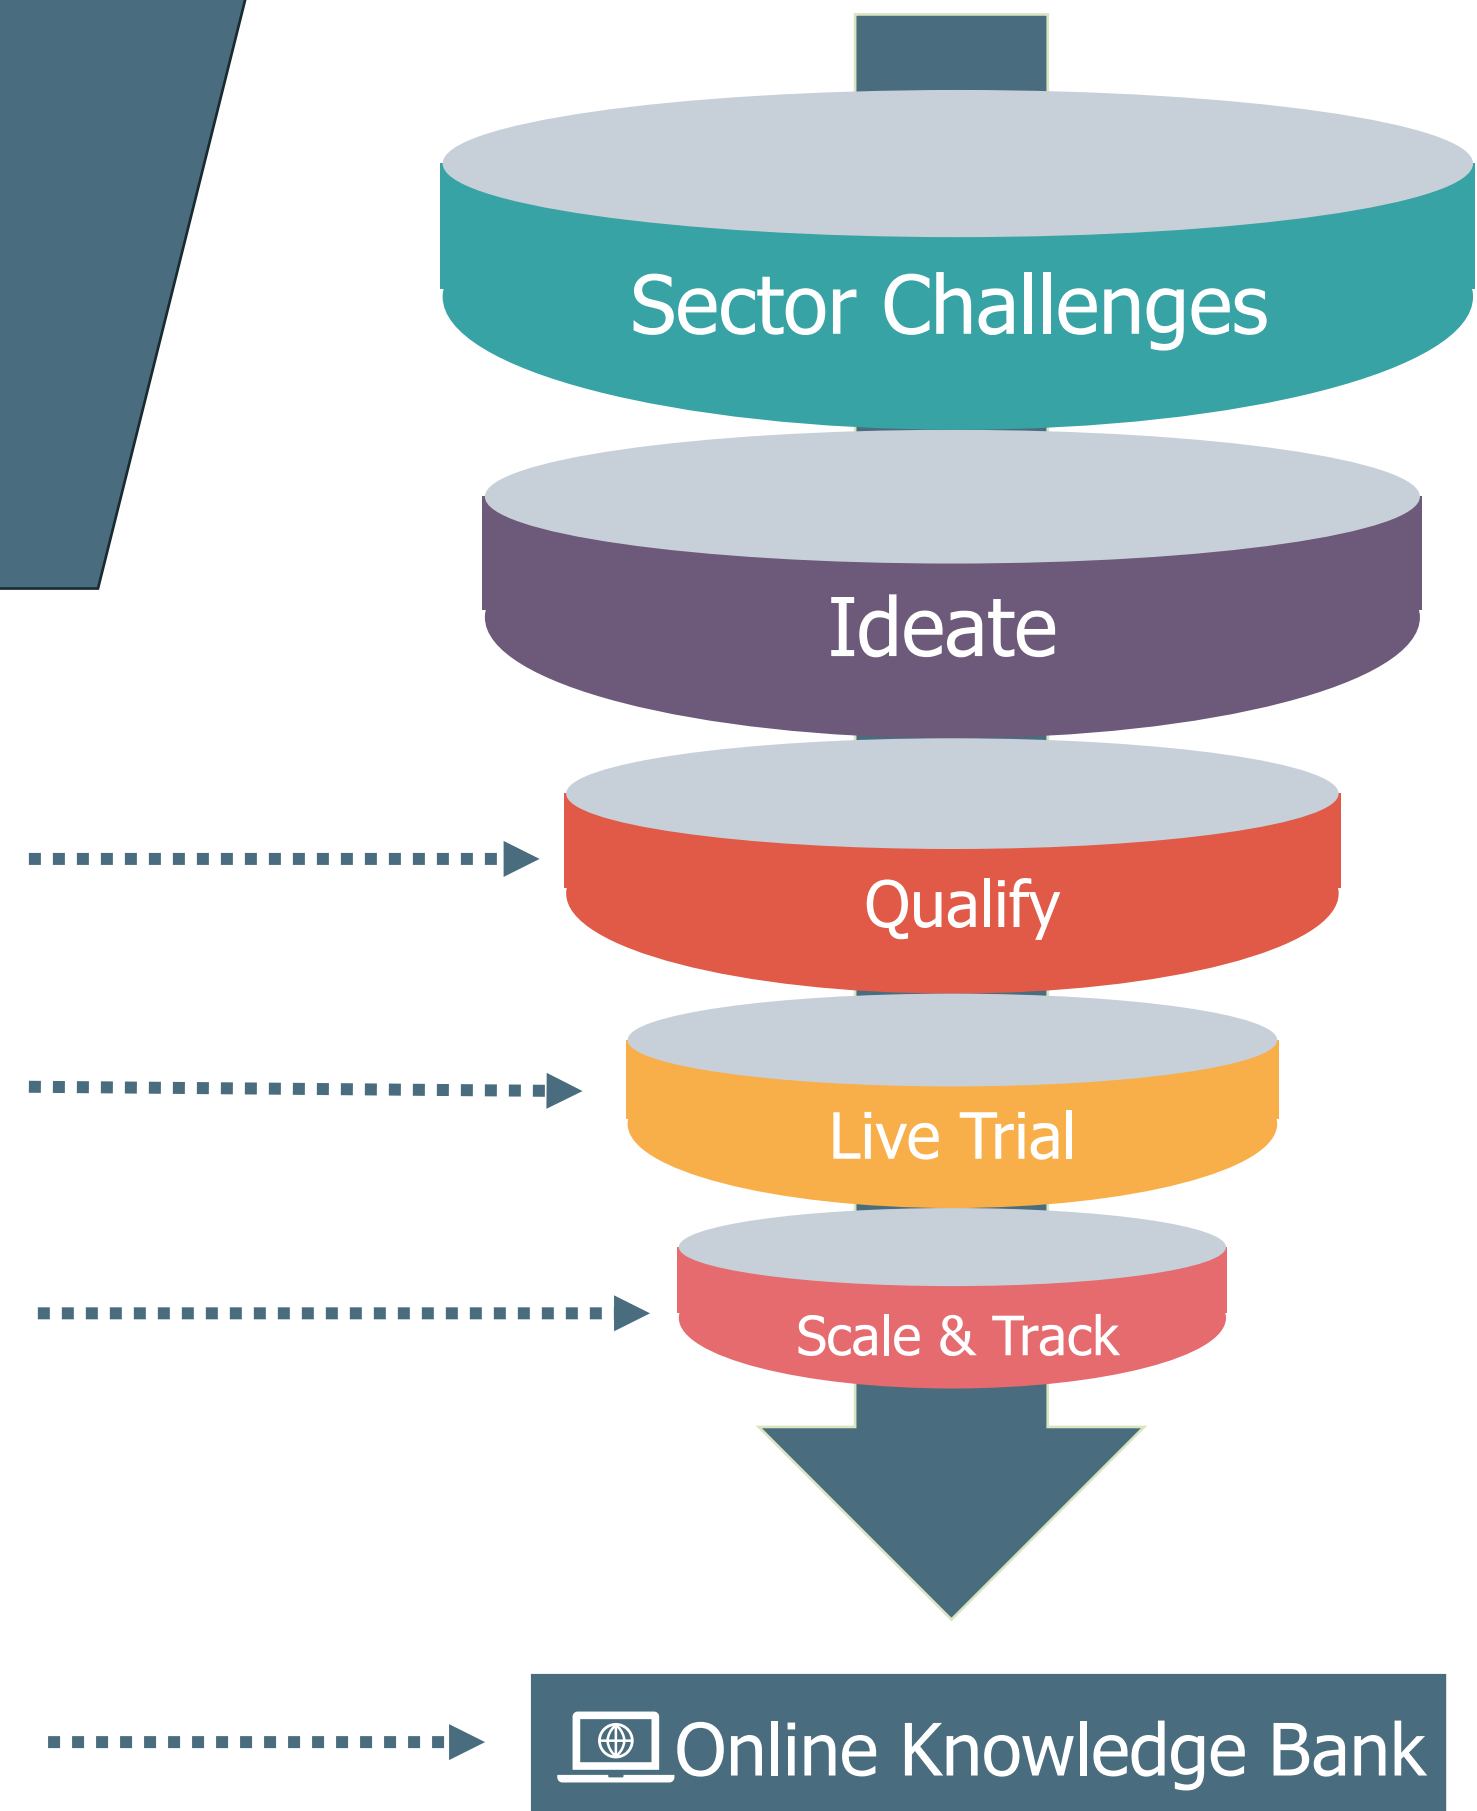 Sector Challenges
Ideate
Qualify
Live Trial
Scale & Track
Online Knowledge Bank